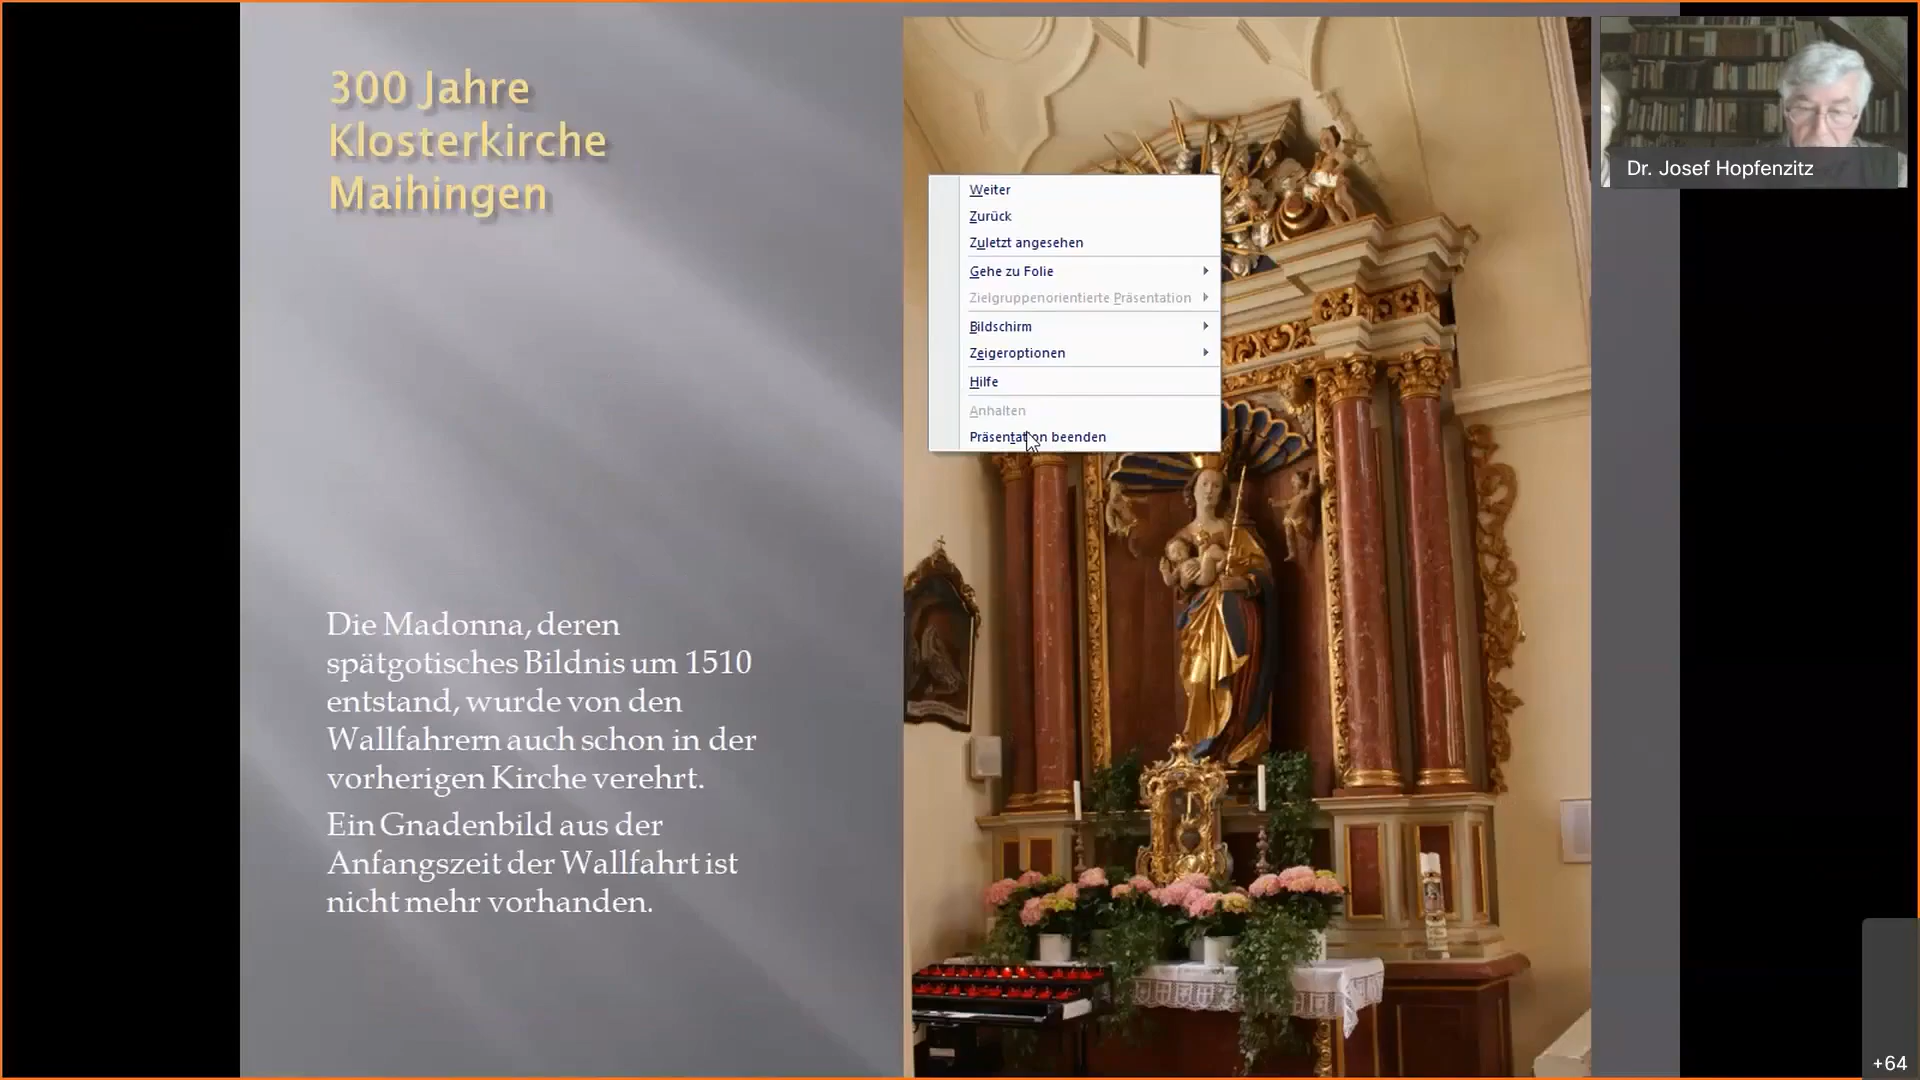 300 Jahre
Klosterkirche
Maihingen
Die Madonna, deren
spätgotisches Bildnis um 1510
entstand, wurde von den
Wallfahrern auch schon in der
vorherigen Kirche verehrt.
Ein Gnadenbild aus der
Anfangszeit der Wallfahrt ist
nicht mehr vorhanden.
Weiter
Zurück
Zuletzt angesehen
Gehe zu Folie
Zielgruppenorientierte Präsentation
Bildschirm
Zeigeroptionen
Hilfe
Anhalten
Präsentation beenden
Dr. Josef Hopfenzitz
+64